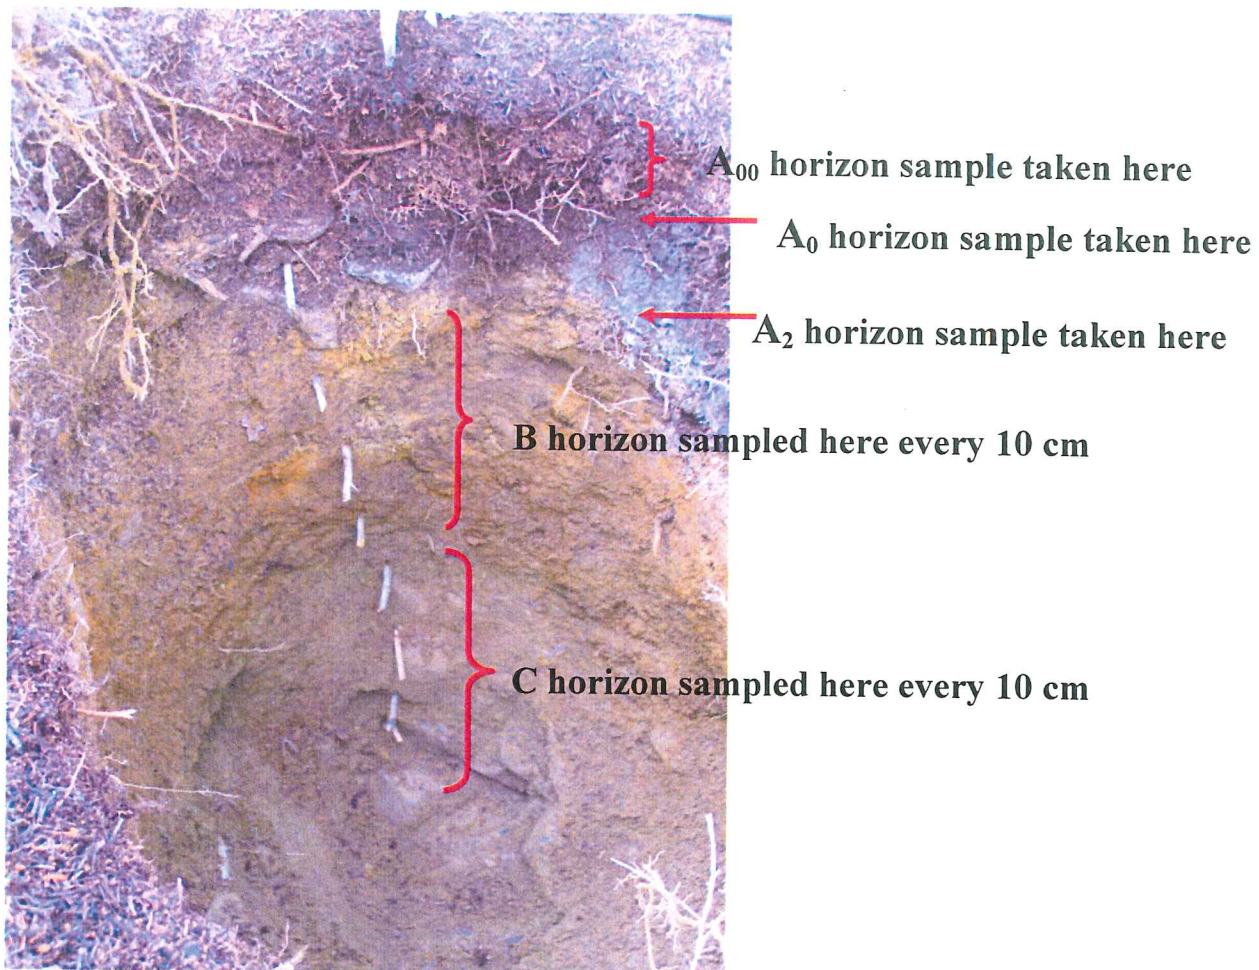 A₀₀ horizon sample taken here
A₀ horizon sample taken here
A₂ horizon sample taken here
B horizon sampled here every 10 cm
C horizon sampled here every 10 cm